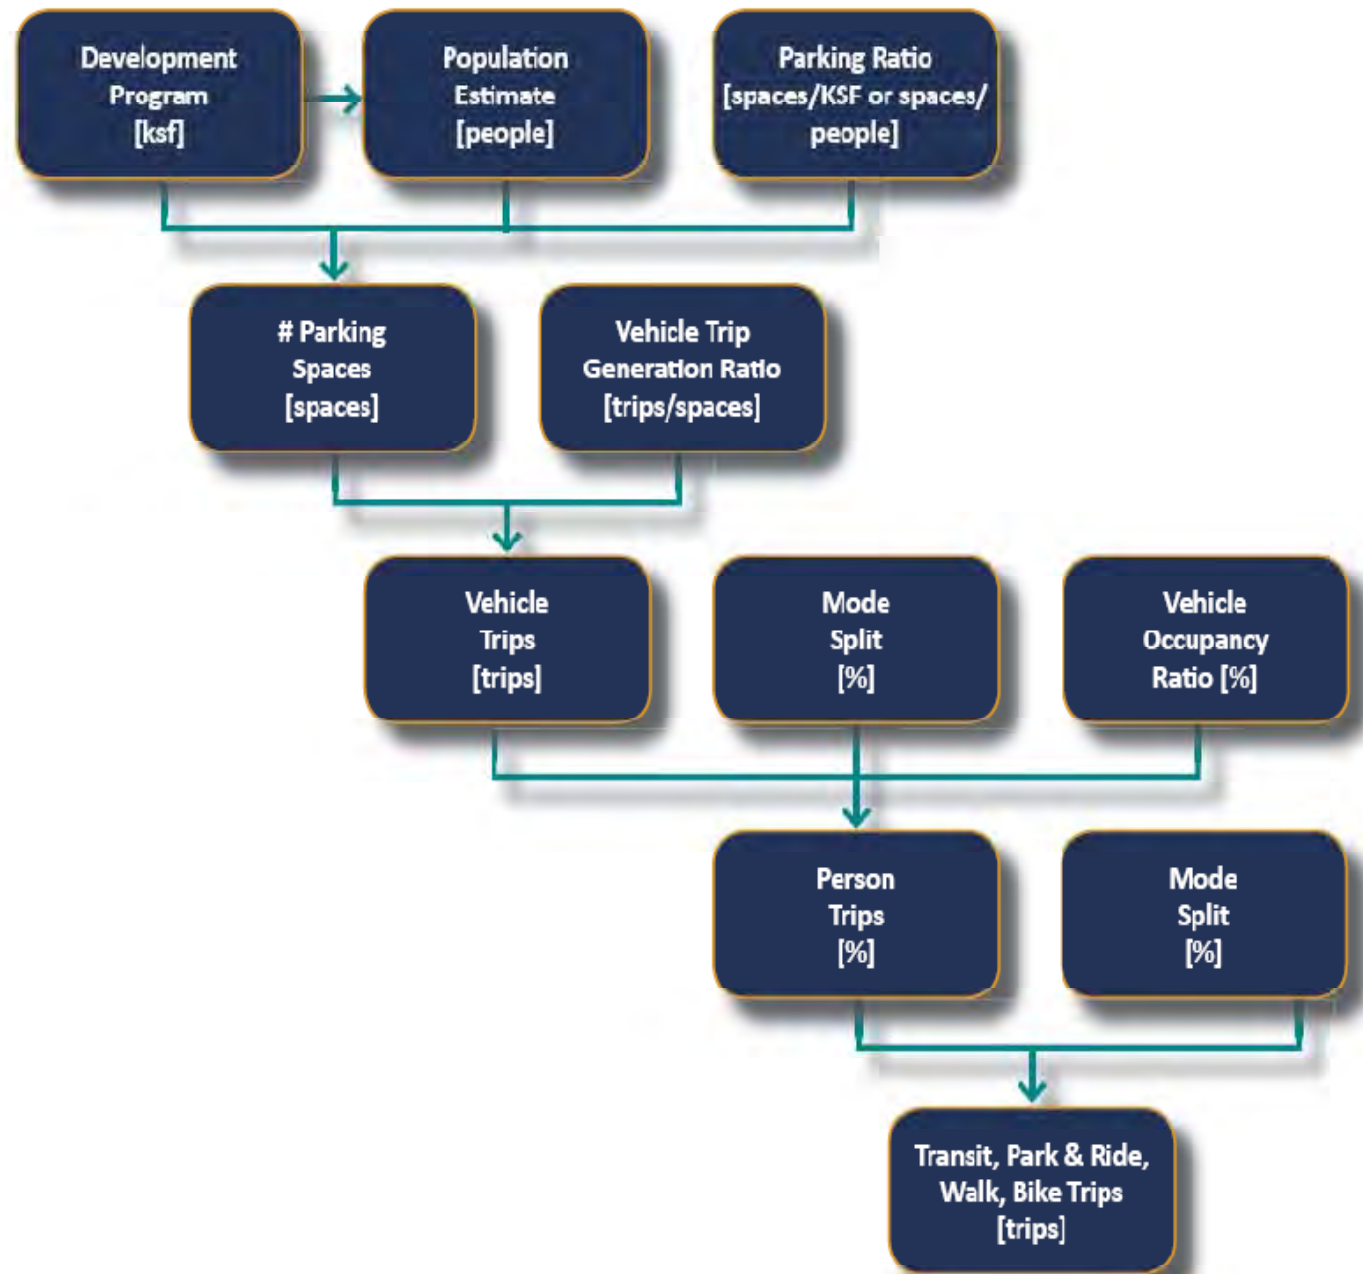 Development
Program
[ksf]
Population
Estimate
[people]
Parking Ratio
[spaces/KSF or spaces/
people]
# Parking
Spaces
[spaces]
Vehicle Trip
Generation Ratio
[trips/spaces]
Vehicle
Trips
[trips]
Mode
Split
[%]
Vehicle
Occupancy
Ratio [%]
Person
Trips
[%]
Mode
Split
[%]
Transit, Park & Ride,
Walk, Bike Trips
[trips]